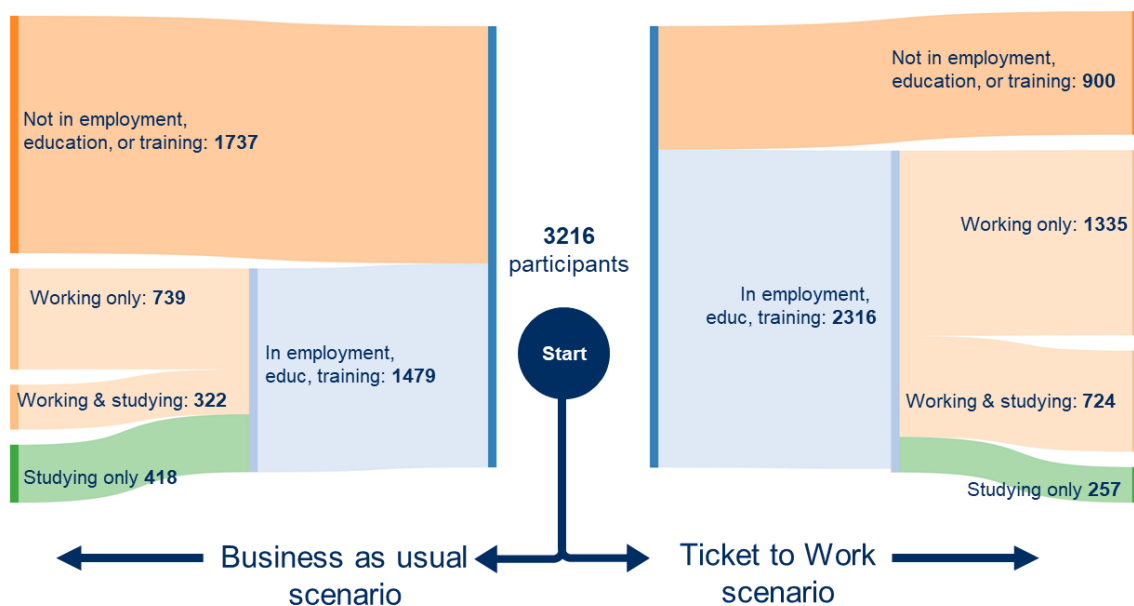 Not in employment,
education, or training: 1737
Working only: 739
Working & studying: 322
Studying only 418
In employment,
educ, training: 1479
3216
participants
Start
Not in employment,
education, or training: 900
In employment,
educ, training: 2316
Working only: 1335
Working & studying: 724
Studying only 257
Business as usual
scenario
Ticket to Work
scenario